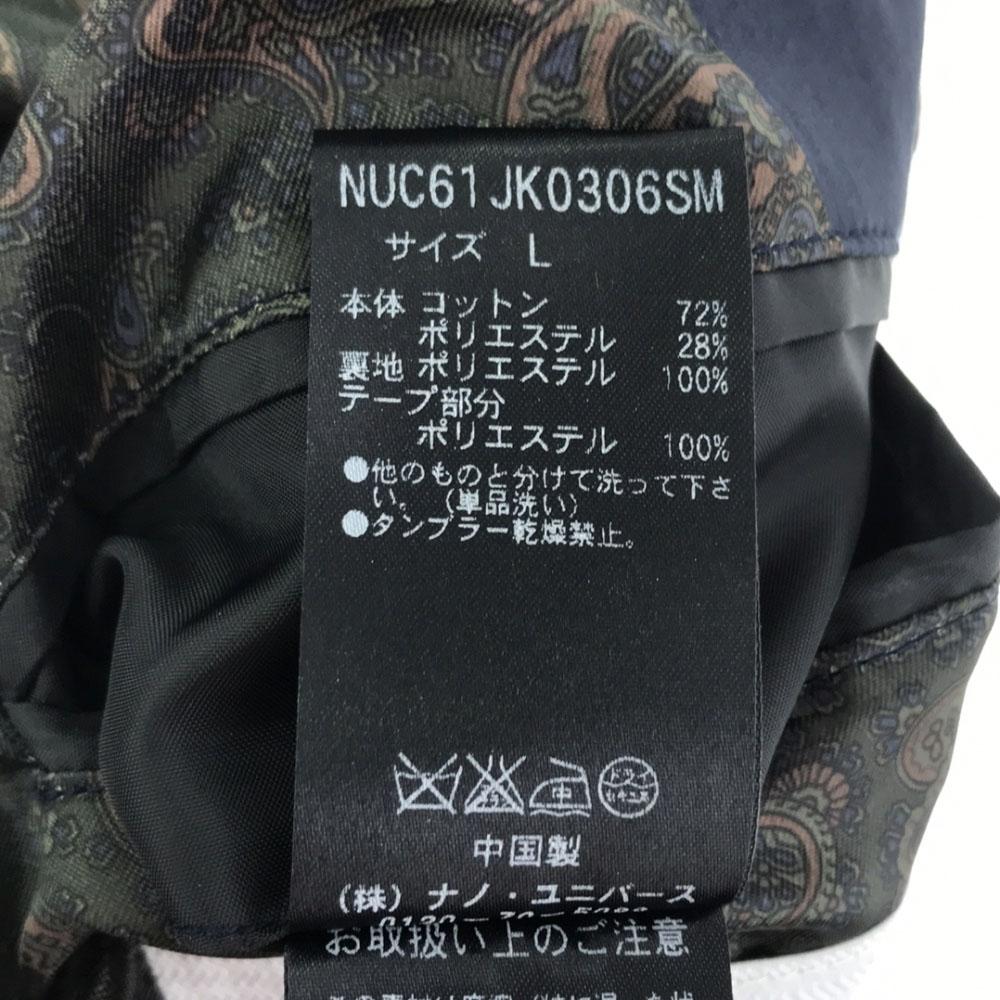 NUC61JK0306SM
サイズ L
本体 コットン 72%
ポリエステル 28%
裏地 ポリエステル 100%
テープ部分
ポリエステル 100%
●他のものと分けて洗って下さ
い。(単品洗い)
●タンブラー乾燥禁止。
中
ドライ
中国製
(株) ナノ・ユニバース
お取扱い上のご注意